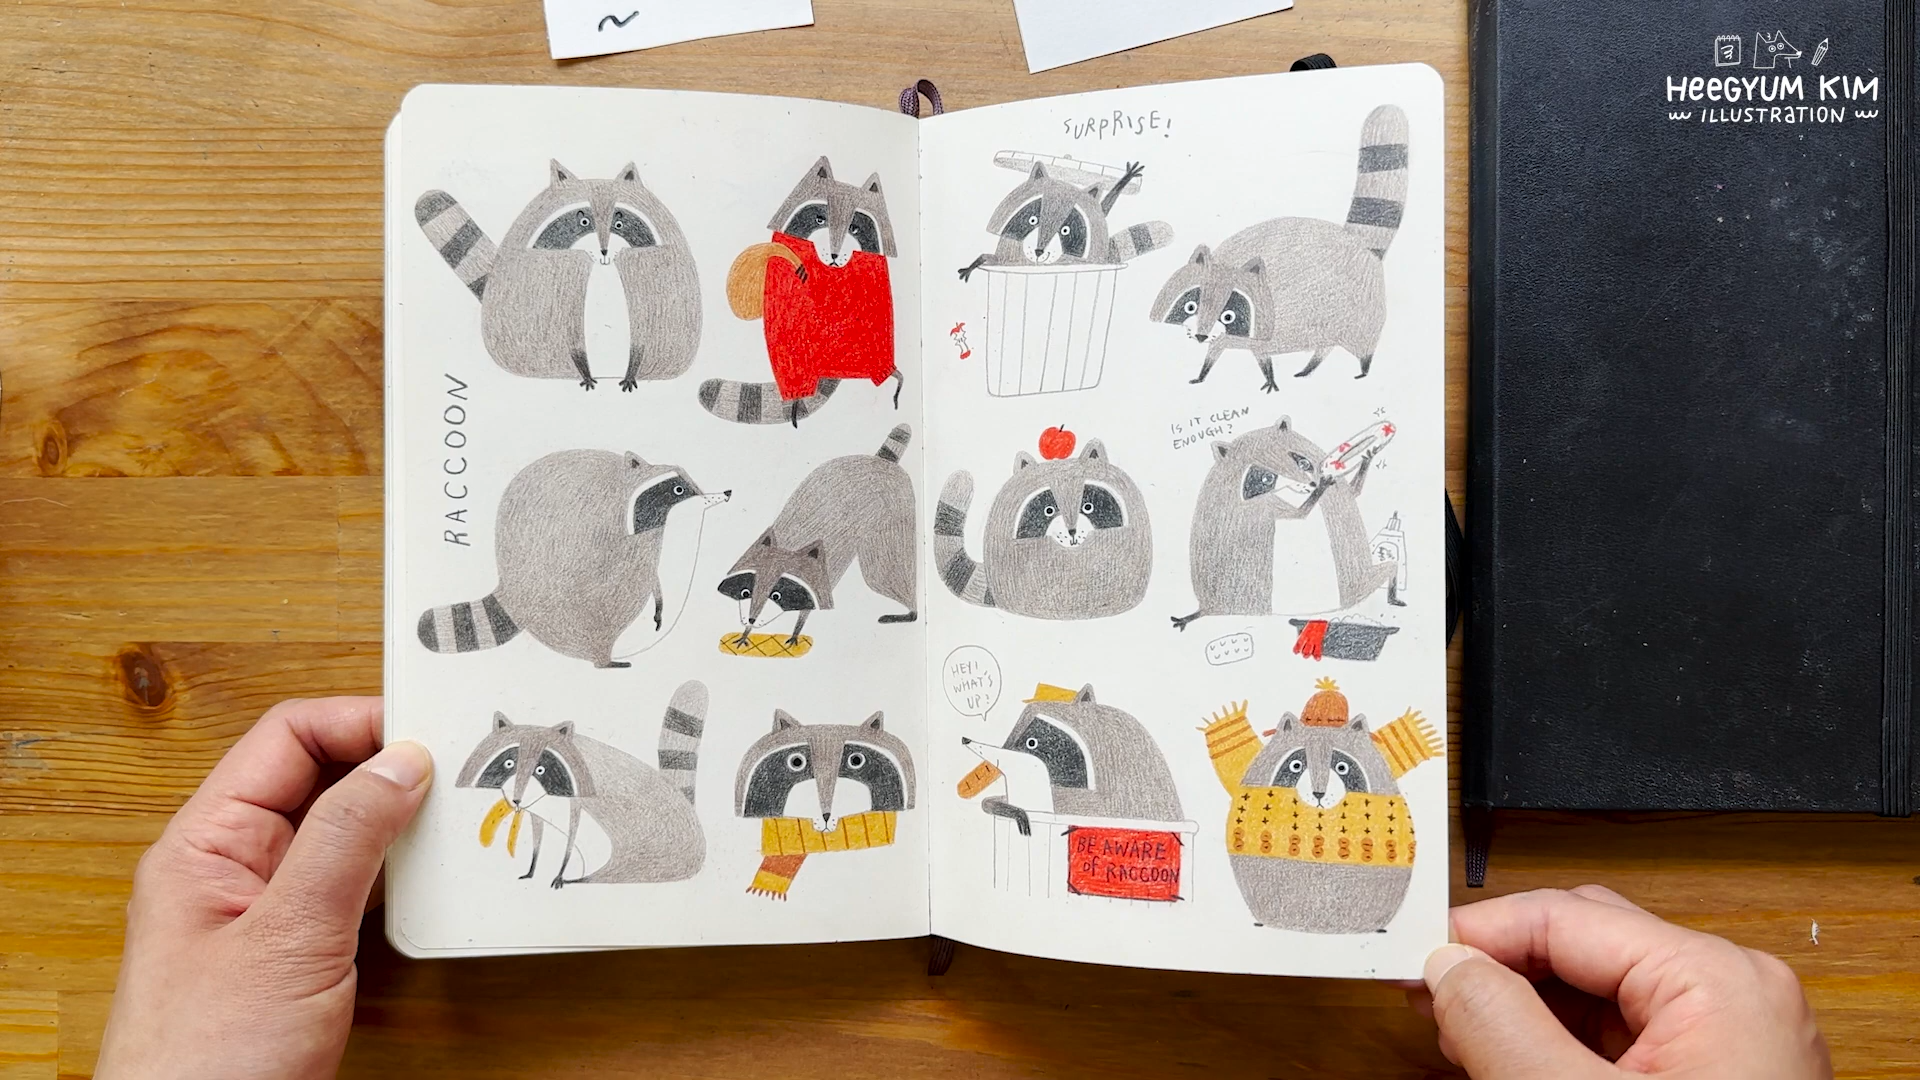 HEEGYUM KIM
ILLUSTRATION
RACCOON
SURPRISE!
IS IT CLEAN
ENOUGH?
HEY!
WHAT'S
UP?
BE AWARE
of RACCOON